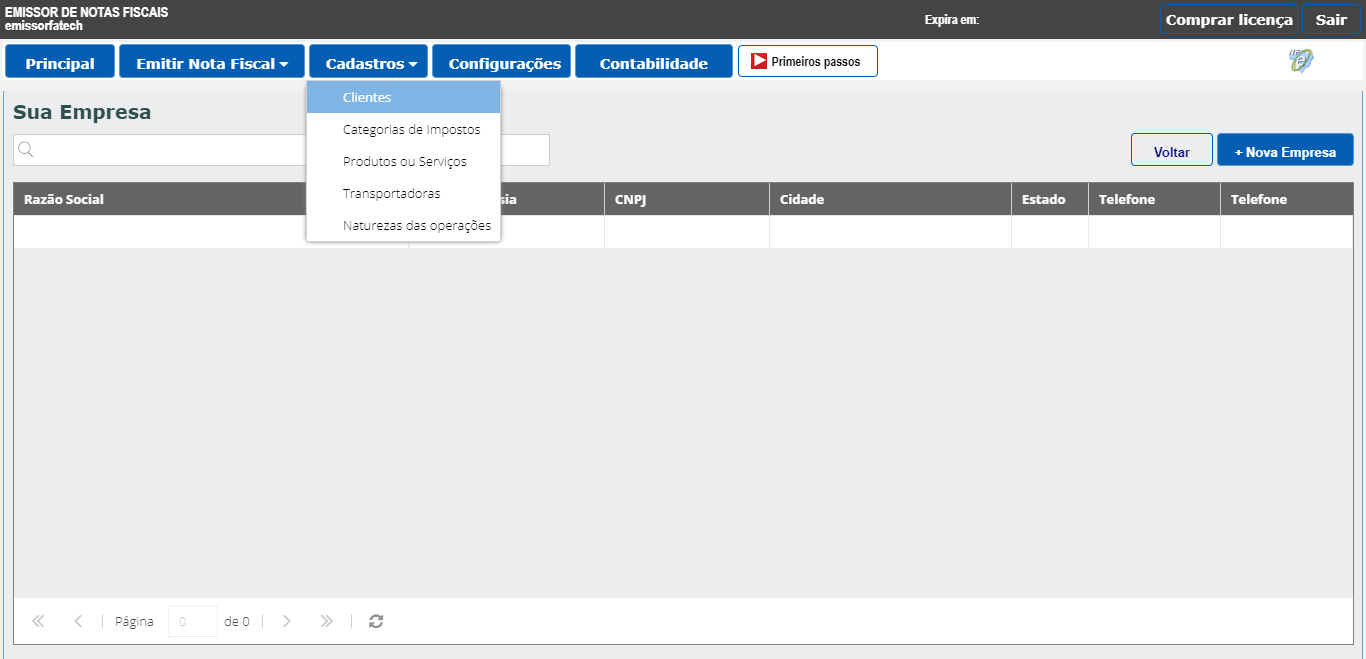 EMISSOR DE NOTAS FISCAIS
emissorfatech
Expira em:
Comprar licença
Sair
Principal
Emitir Nota Fiscal
Cadastros
Configurações
Contabilidade
Primeiros passos
Clientes
Categorias de Impostos
Produtos ou Serviços
Transportadoras
Naturezas das operações
Sua Empresa
Voltar
+ Nova Empresa
Razão Social
sia
CNPJ
Cidade
Estado
Telefone
Telefone
Página 0 de 0